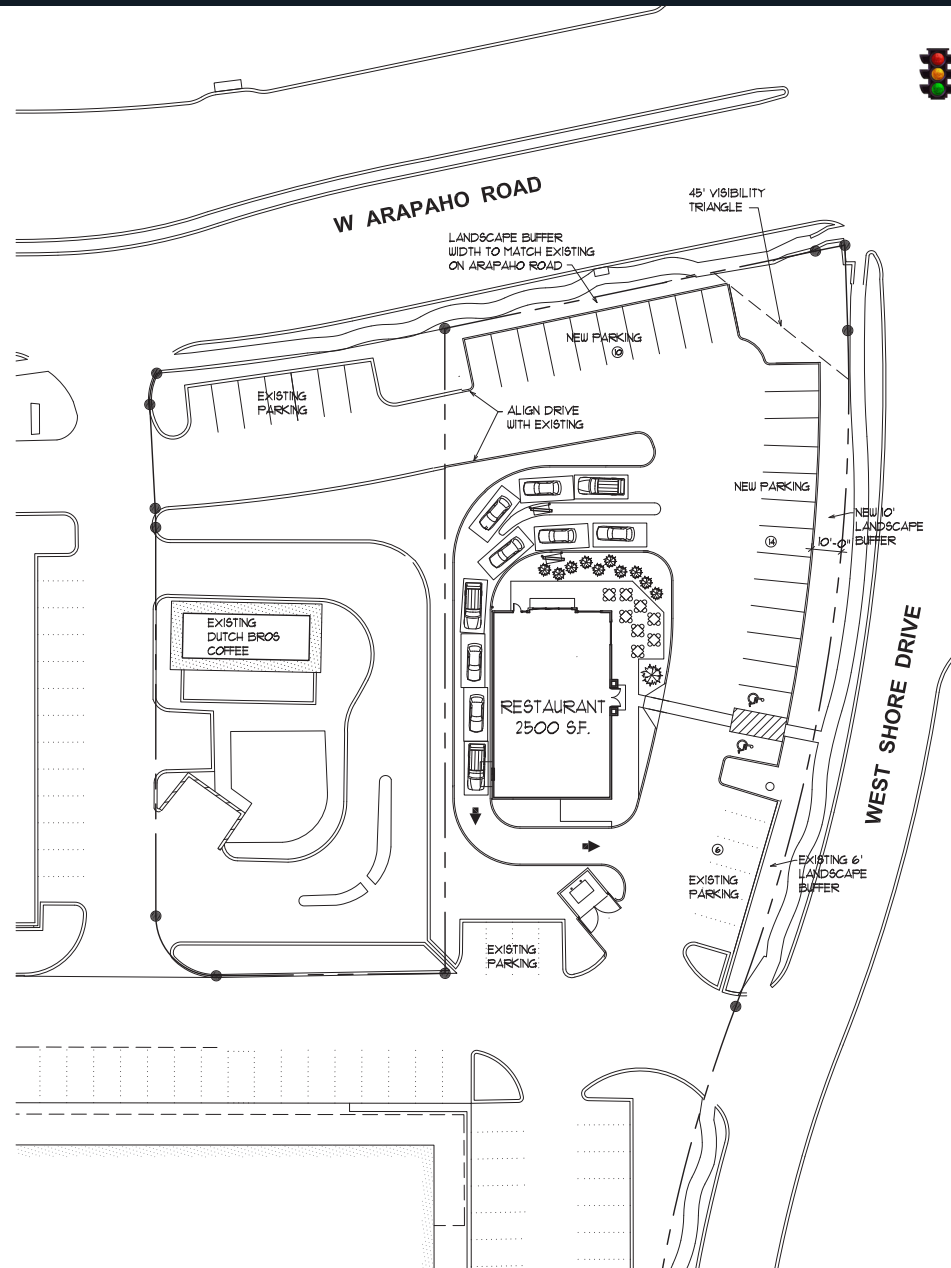 W ARAPAHO ROAD
45' VISIBILITY
TRIANGLE
LANDSCAPE BUFFER
WIDTH TO MATCH EXISTING
ON ARAPAHO ROAD
NEW PARKING
10
EXISTING
PARKING
ALIGN DRIVE
WITH EXISTING
NEW PARKING
14
NEW 10'
LANDSCAPE
BUFFER
10'-0"
EXISTING
DUTCH BROS
COFFEE
RESTAURANT
2500 S.F.
WEST SHORE DRIVE
6
EXISTING
PARKING
EXISTING 6'
LANDSCAPE
BUFFER
EXISTING
PARKING